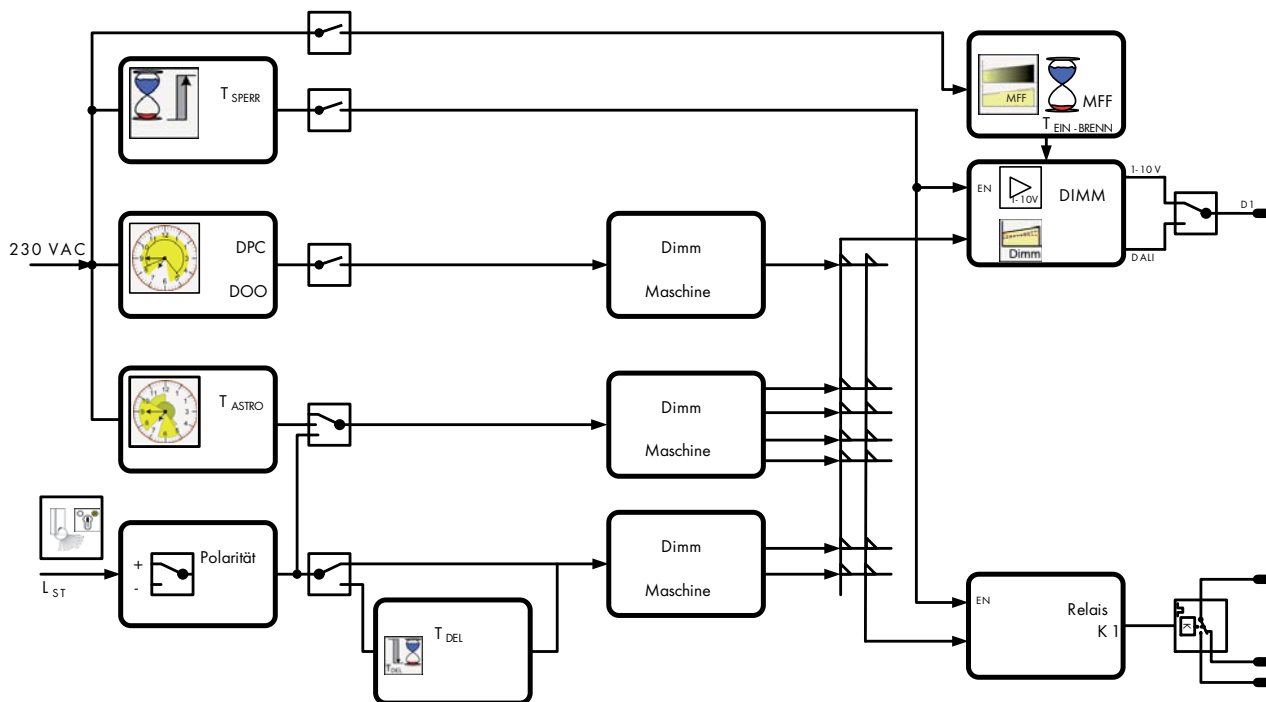 T SPERR
MFF
MFF
T EIN-BRENN
EN
1-10V
DIMM
Dimm
1-10 V
DALI
D1
230 VAC
DPC
DOO
Dimm
Maschine
T ASTRO
Dimm
Maschine
L ST
+
-
Polarität
Dimm
Maschine
T DEL
TDEL
EN
Relais
K 1
K